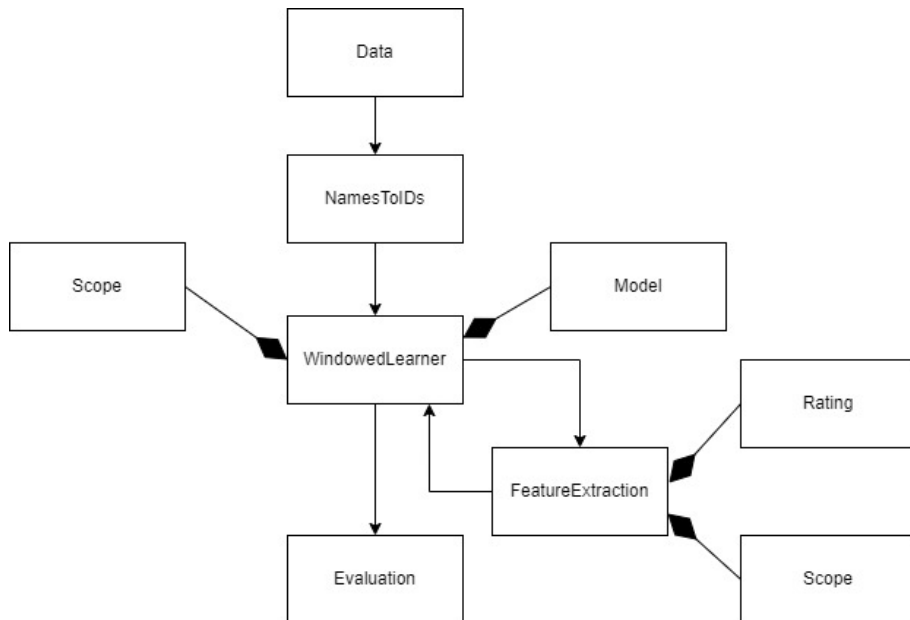 Data
NamesToIDs
Scope
Model
WindowedLearner
Rating
FeatureExtraction
Evaluation
Scope